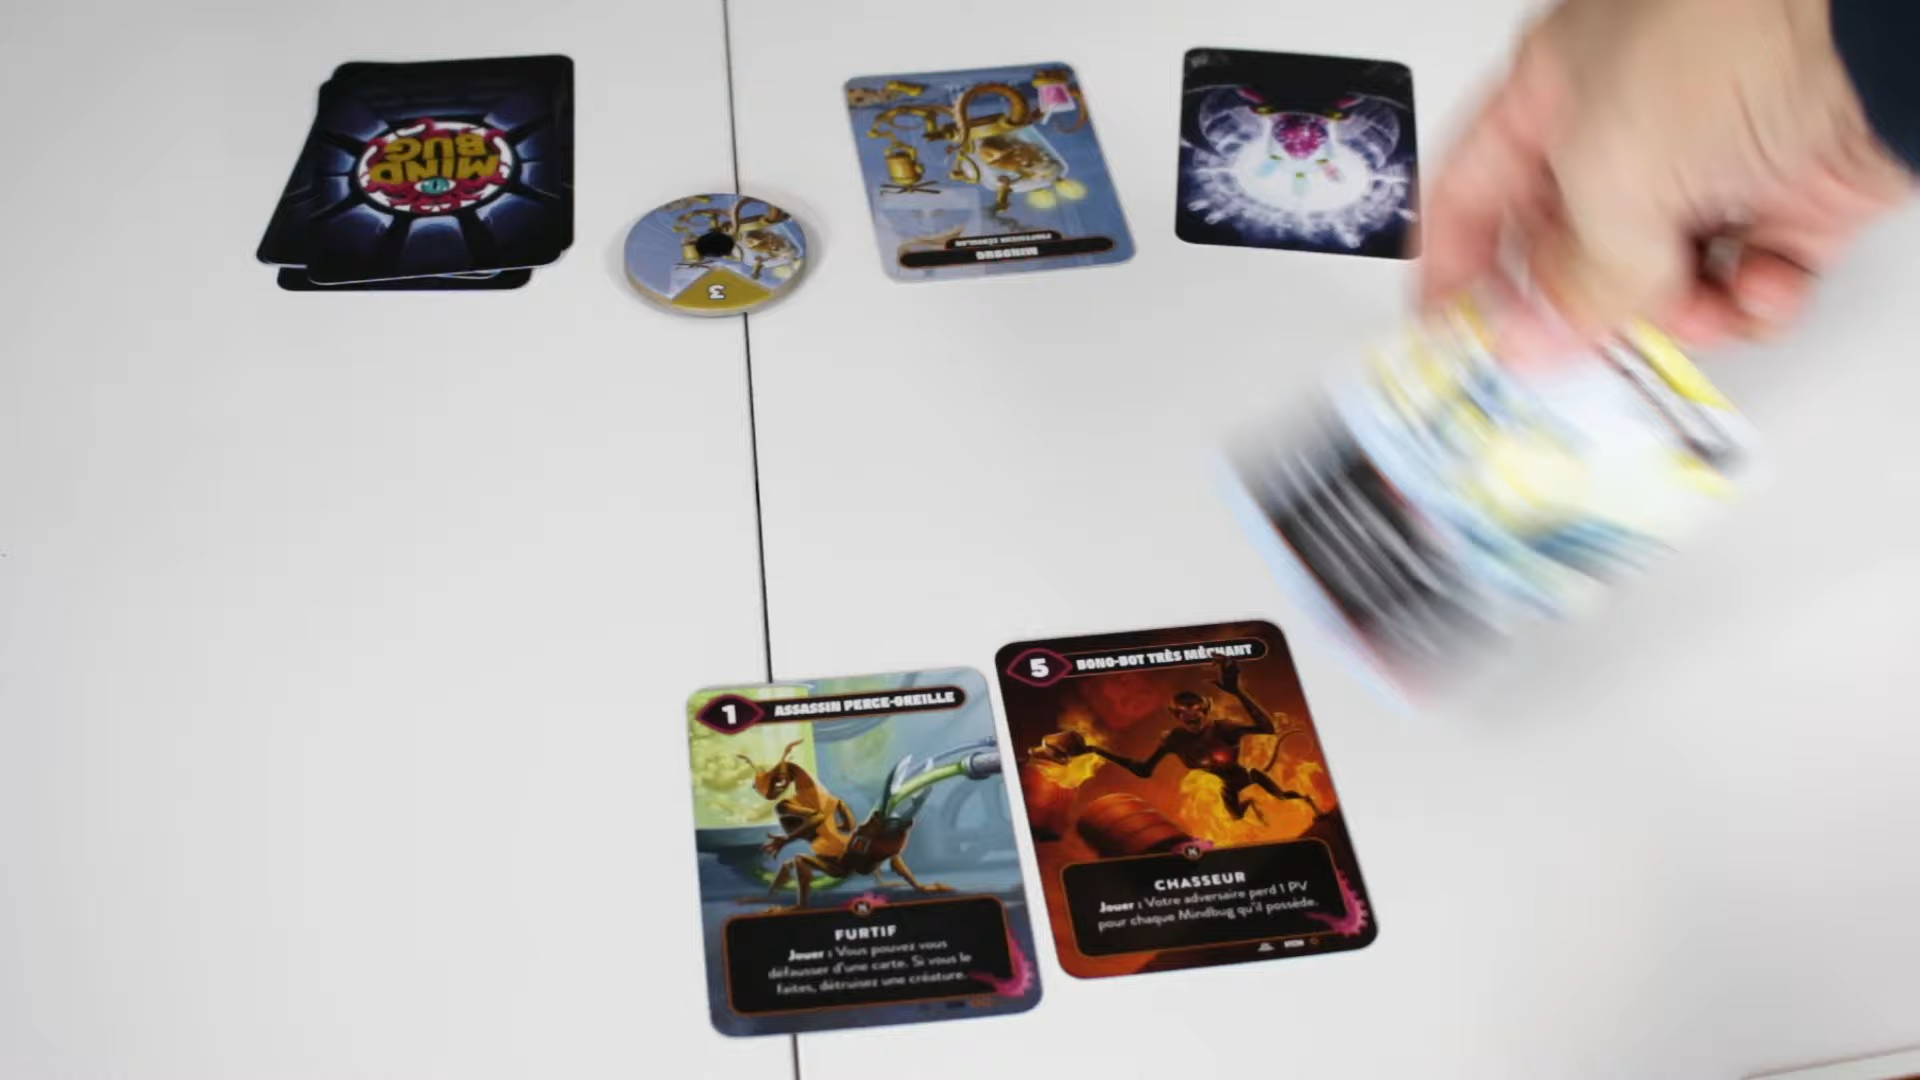 MIND
BUG
3
MINDBUG
1
ASSASSIN PERCE-OREILLE
FURTIF
Jouer : Vous pouvez vous
défausser d'une carte. Si vous le
faites, détruisez une créature.
5
BONO-BOT TRÈS MÉCHANT
CHASSEUR
Jouer : Votre adversaire perd 1 PV
pour chaque Mindbug qu'il possède.